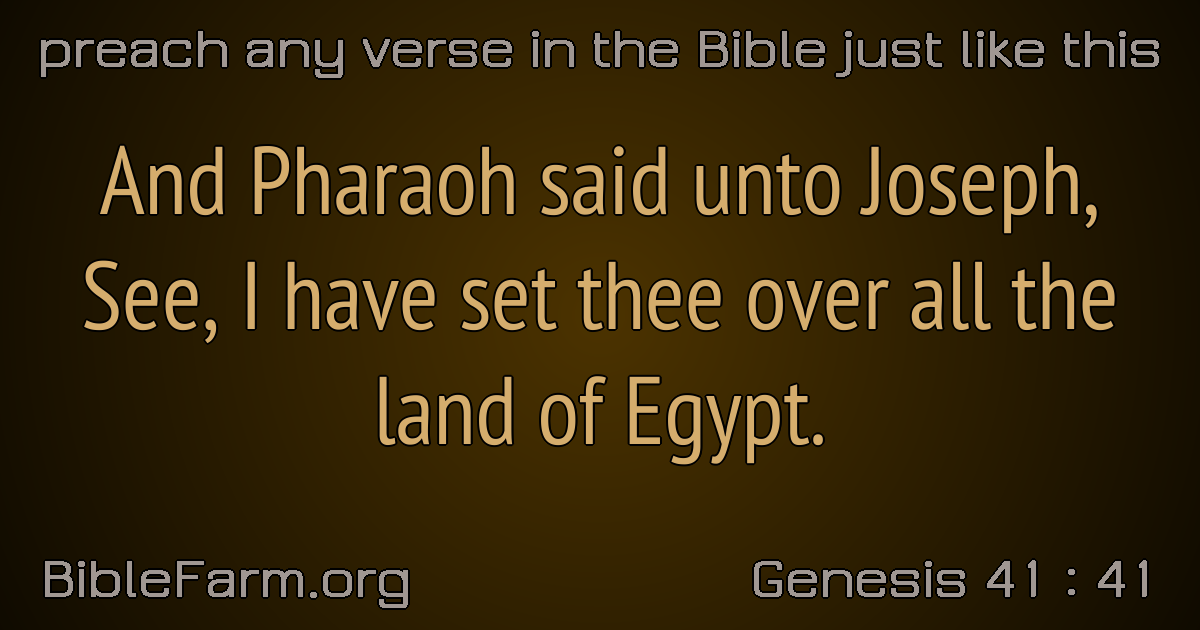 preach any verse in the Bible just like this
And Pharaoh said unto Joseph,
See, I have set thee over all the
land of Egypt.
BibleFarm.org
Genesis 41 : 41